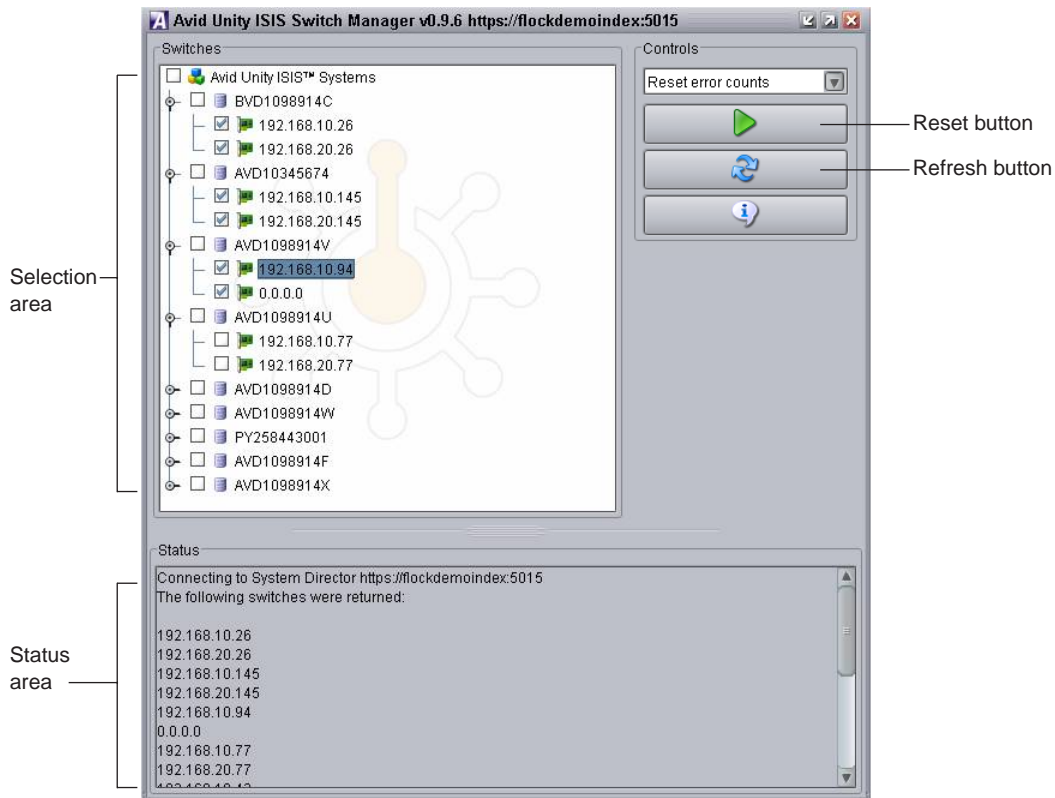 Avid Unity ISIS Switch Manager v0.9.6 https://flockdemoindex:5015
Switches
Avid Unity ISIS™ Systems
BVD1098914C
192.168.10.26
192.168.20.26
AVD10345674
192.168.10.145
192.168.20.145
AVD1098914V
192.168.10.94
0.0.0.0
AVD1098914U
192.168.10.77
192.168.20.77
AVD1098914D
AVD1098914W
PY258443001
AVD1098914F
AVD1098914X
Controls
Reset error counts
Reset button
Refresh button
Selection
area
Status
Connecting to System Director https://flockdemoindex:5015
The following switches were returned:
192.168.10.26
192.168.20.26
192.168.10.145
192.168.20.145
192.168.10.94
0.0.0.0
192.168.10.77
192.168.20.77
Status
area